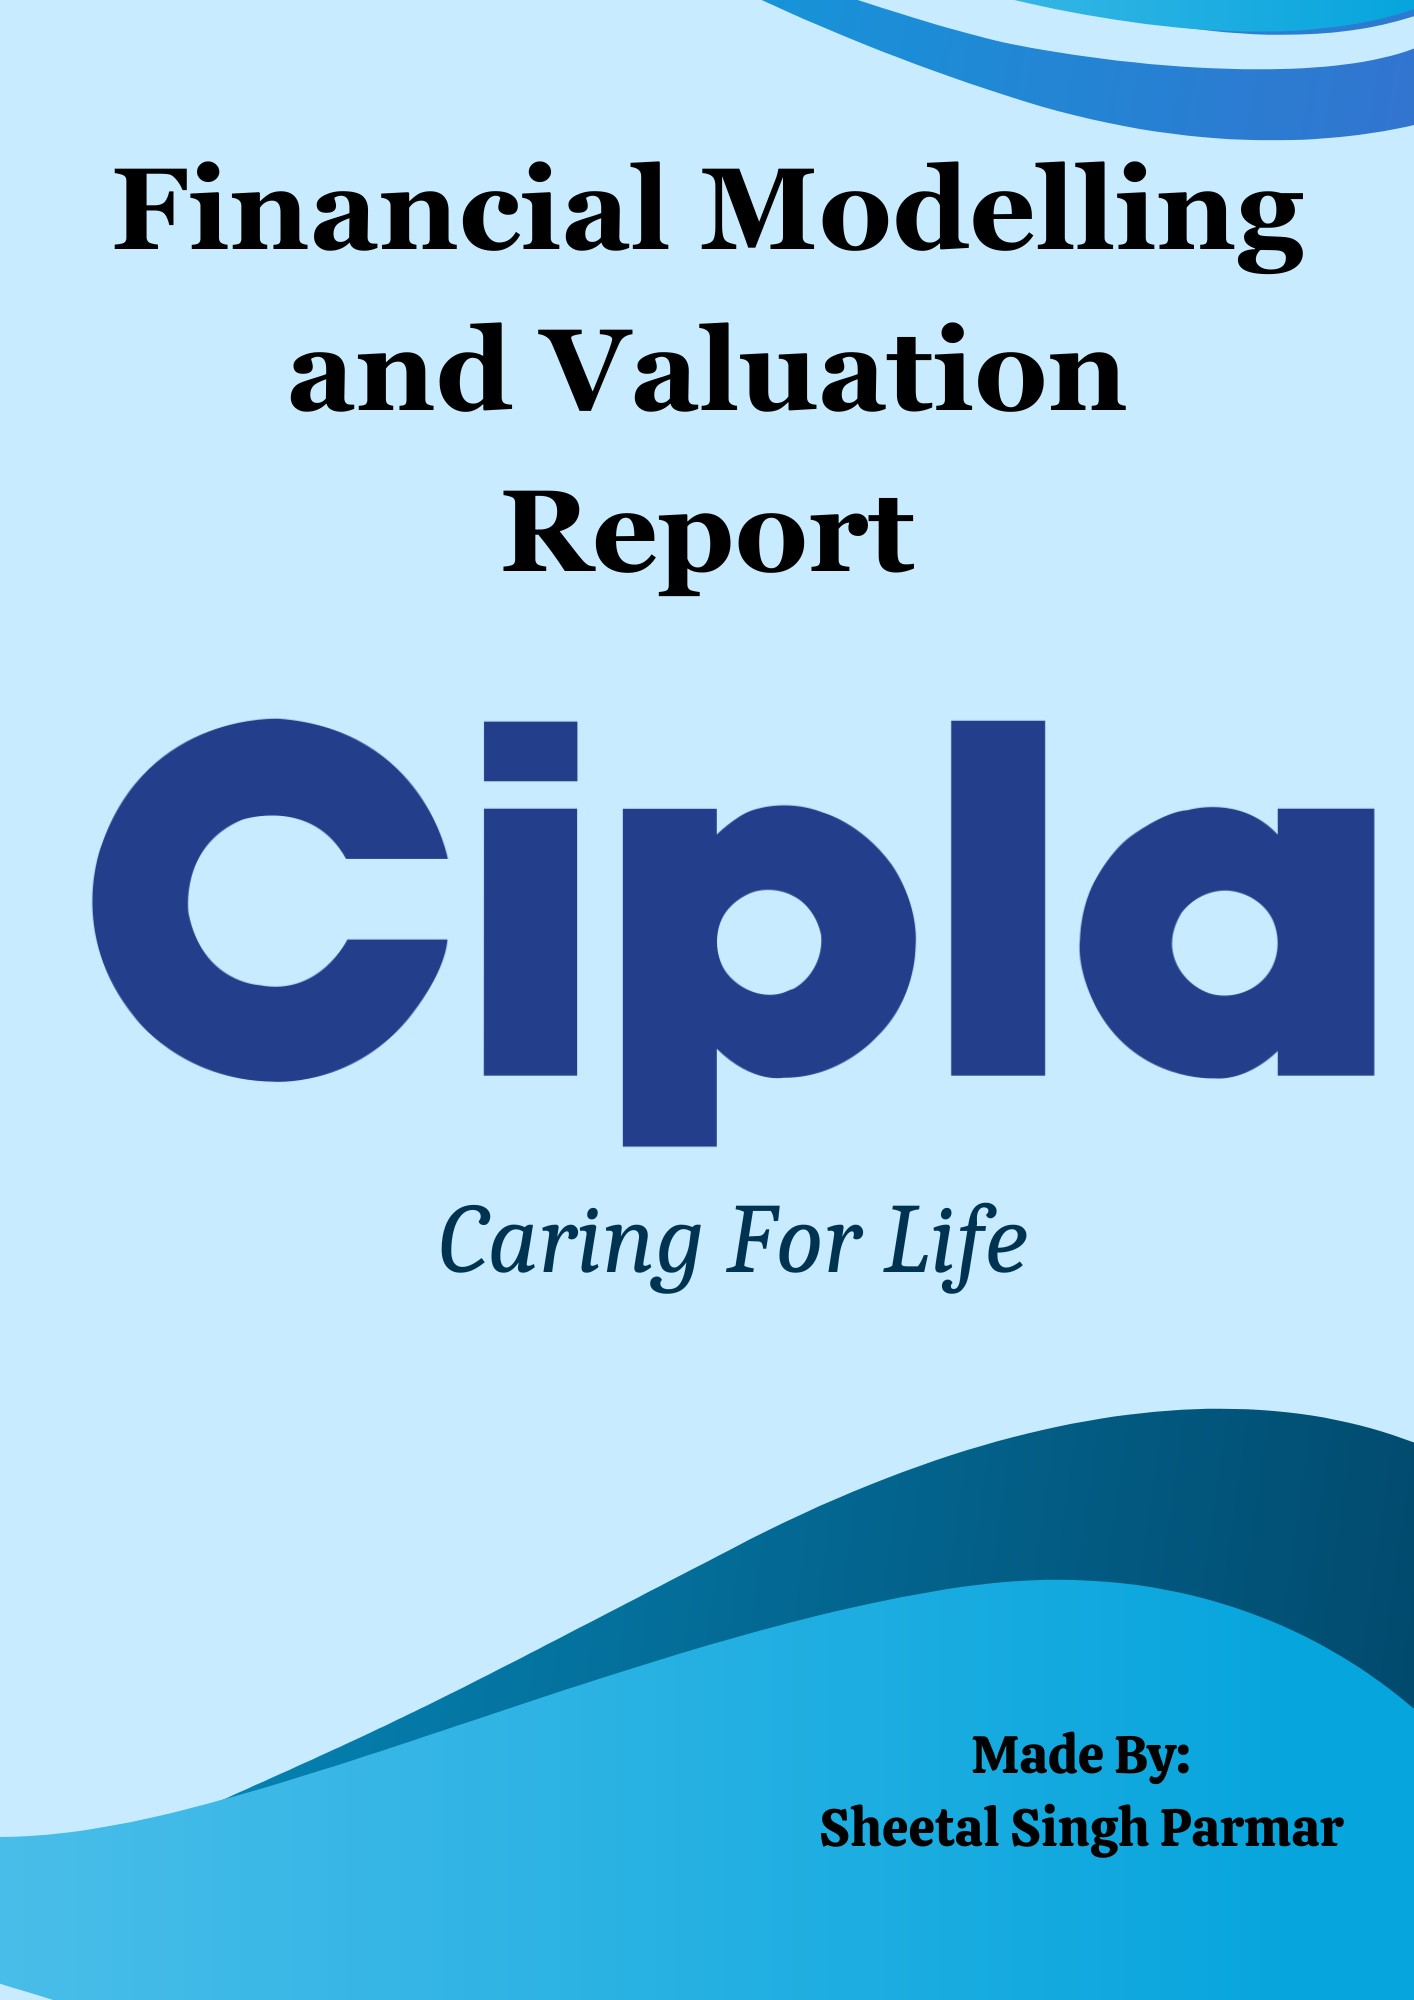 Financial Modelling
and Valuation
Report
Cipla
Caring For Life
Made By:
Sheetal Singh Parmar